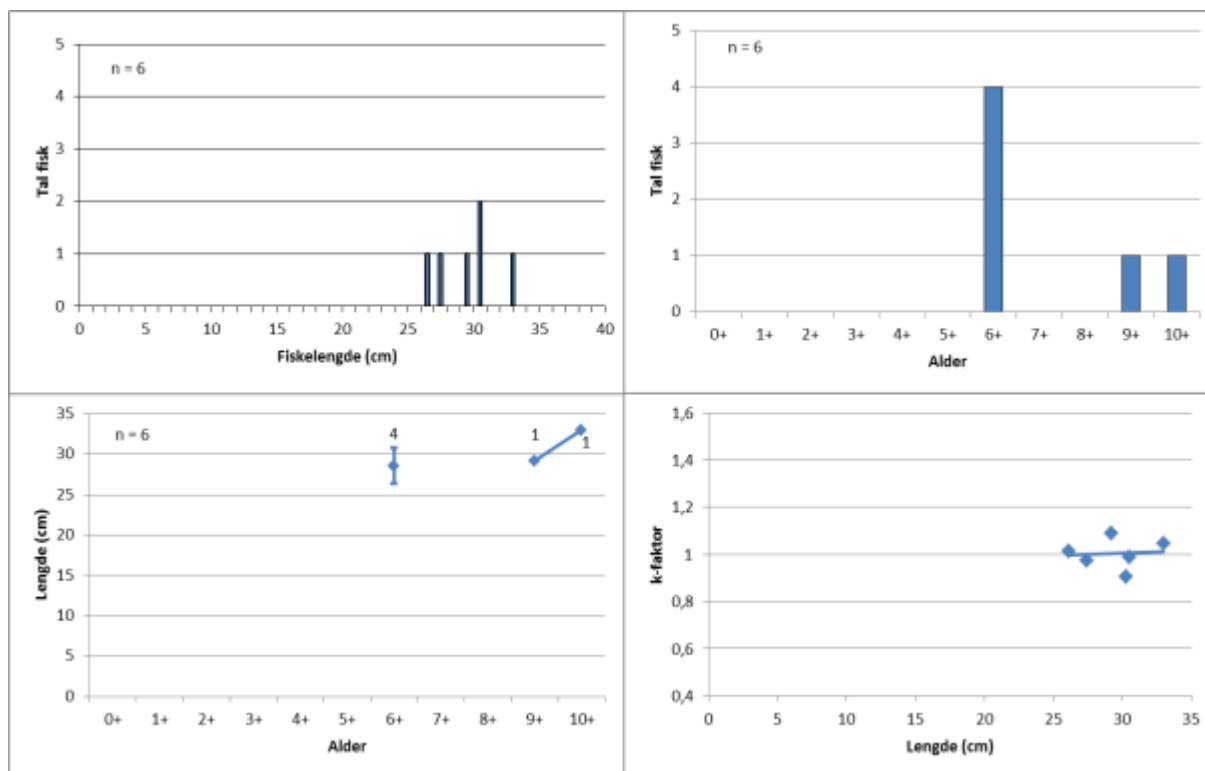 5
4
3
2
1
0
n = 6
Tal fisk
0 5 10 15 20 25 30 35 40
Fiskelengde (cm)
5
4
3
2
1
0
n = 6
Tal fisk
0+ 1+ 2+ 3+ 4+ 5+ 6+ 7+ 8+ 9+ 10+
Alder
35
30
25
20
15
10
5
0
n = 6
4
1
1
Lengde (cm)
0+ 1+ 2+ 3+ 4+ 5+ 6+ 7+ 8+ 9+ 10+
Alder
1,6
1,4
1,2
1
0,8
0,6
0,4
k-faktor
0 5 10 15 20 25 30 35
Lengde (cm)